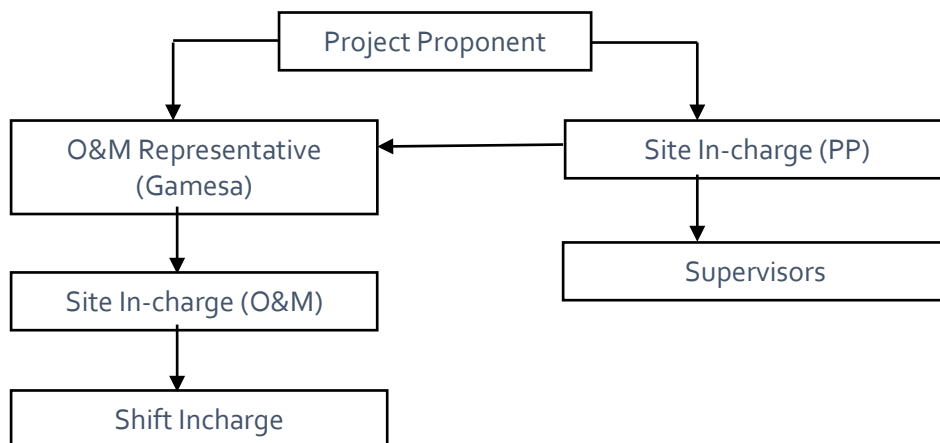 Project Proponent
O&M Representative
(Gamesa)
Site In-charge (PP)
Supervisors
Site In-charge (O&M)
Shift Incharge